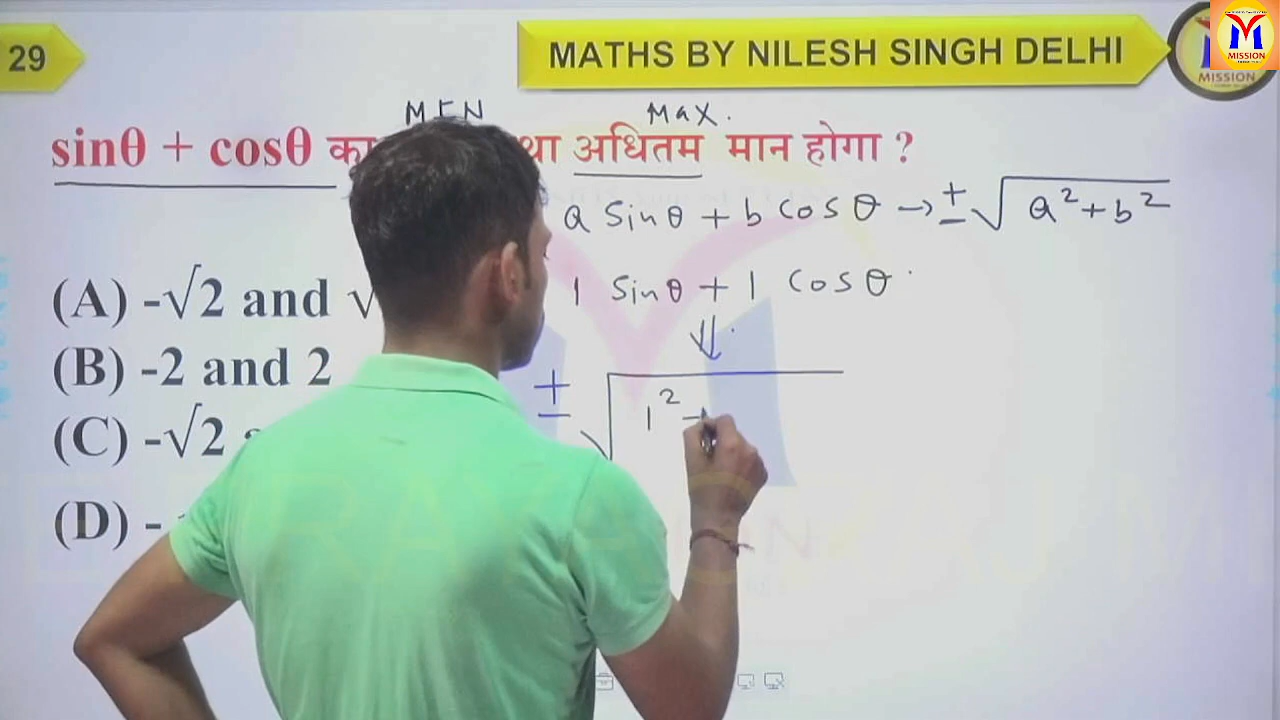 29
MATHS BY NILESH SINGH DELHI
MISSION
MISSION
MIN
MaX.
sinθ + cosθ का अधितम मान होगा ?
a Sinθ + b Cosθ → ± √a² + b²
1 Sinθ + 1 Cosθ
⇓
± √1² +
(A) -√2 and √
(B) -2 and 2
(C) -√2
(D) -